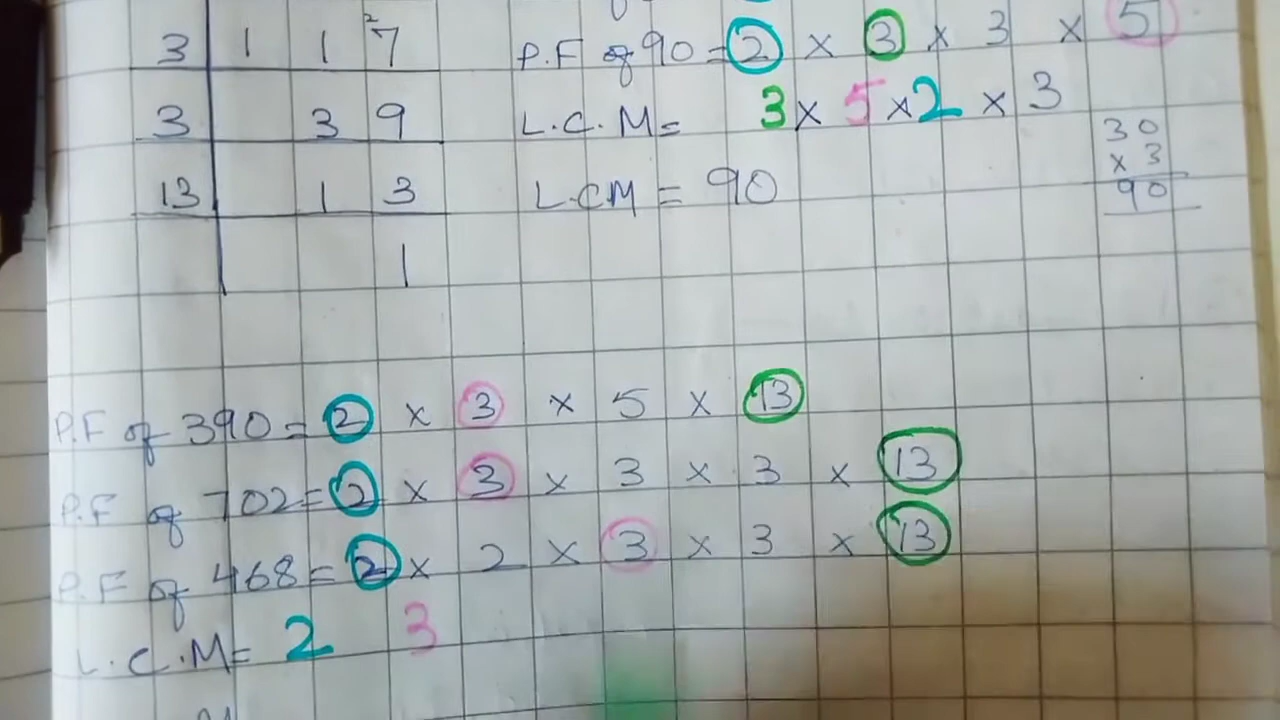 3 | 1 1 ²7
3 | 3 9
13 | 1 3
1
P.F of 90 = 2 × 3 × 3 × 5
L.C.M = 3 × 5 × 2 × 3
LCM = 90
30
× 3
90
P.F of 390 = 2 × 3 × 5 × 13
P.F of 702 = 2 × 3 × 3 × 3 × 13
P.F of 468 = 2 × 2 × 3 × 3 × 13
L.C.M = 2 3